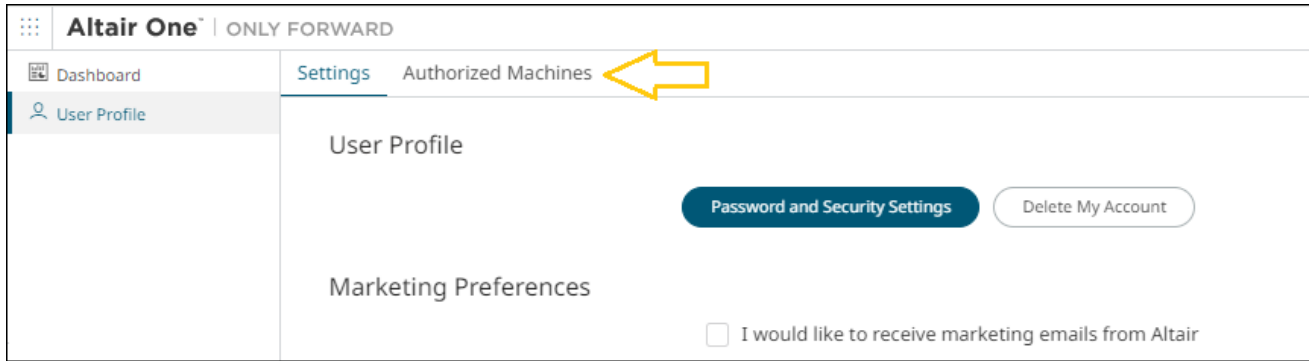 Altair One™ | ONLY FORWARD
Dashboard
User Profile
Settings Authorized Machines
User Profile
Password and Security Settings Delete My Account
Marketing Preferences
I would like to receive marketing emails from Altair